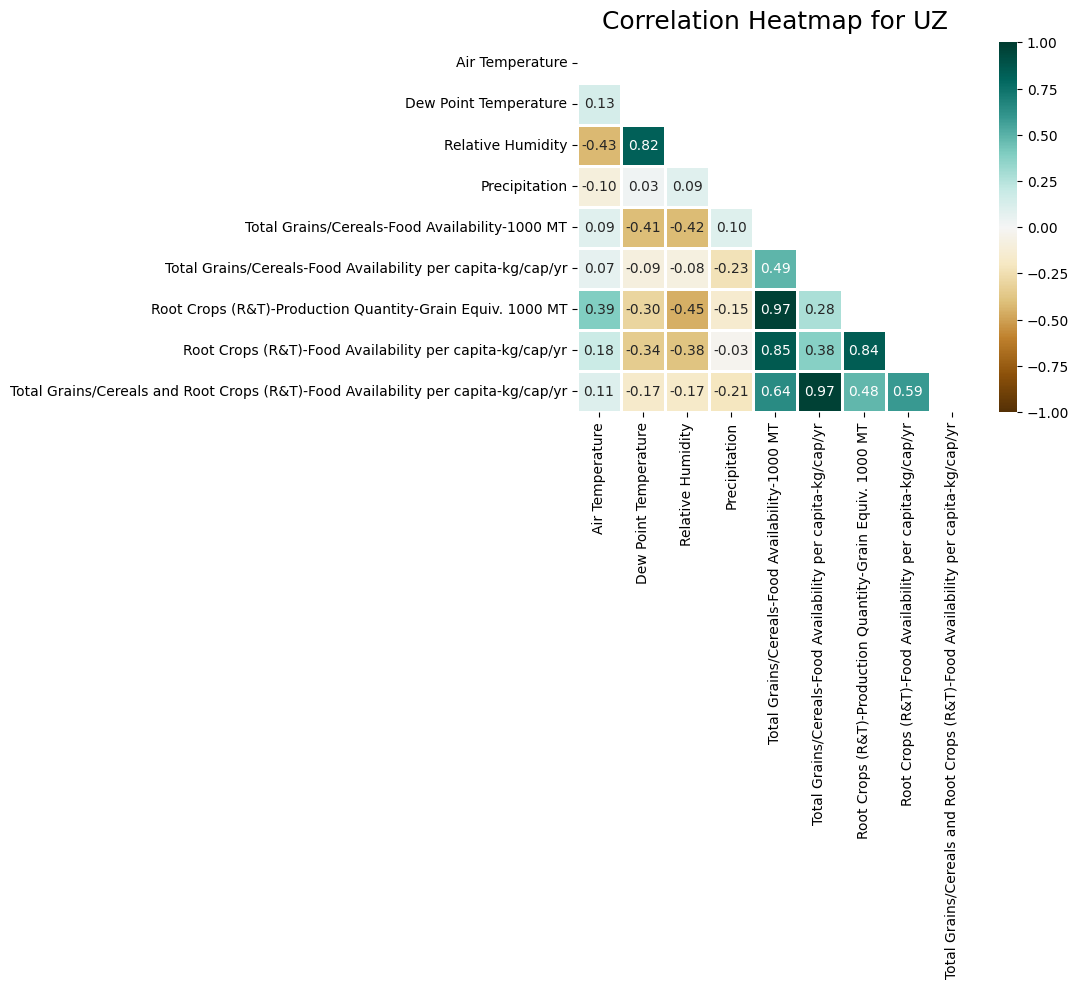 Correlation Heatmap for UZ
Air Temperature
Dew Point Temperature
0.13
Relative Humidity
-0.43 0.82
Precipitation
-0.10 0.03 0.09
Total Grains/Cereals-Food Availability-1000 MT
0.09 -0.41 -0.42 0.10
Total Grains/Cereals-Food Availability per capita-kg/cap/yr
0.07 -0.09 -0.08 -0.23 0.49
Root Crops (R&T)-Production Quantity-Grain Equiv. 1000 MT
0.39 -0.30 -0.45 -0.15 0.97 0.28
Root Crops (R&T)-Food Availability per capita-kg/cap/yr
0.18 -0.34 -0.38 -0.03 0.85 0.38 0.84
Total Grains/Cereals and Root Crops (R&T)-Food Availability per capita-kg/cap/yr
0.11 -0.17 -0.17 -0.21 0.64 0.97 0.48 0.59
Air Temperature
Dew Point Temperature
Relative Humidity
Precipitation
Total Grains/Cereals-Food Availability-1000 MT
Total Grains/Cereals-Food Availability per capita-kg/cap/yr
Root Crops (R&T)-Production Quantity-Grain Equiv. 1000 MT
Root Crops (R&T)-Food Availability per capita-kg/cap/yr
Total Grains/Cereals and Root Crops (R&T)-Food Availability per capita-kg/cap/yr
1.00
0.75
0.50
0.25
0.00
−0.25
−0.50
−0.75
−1.00